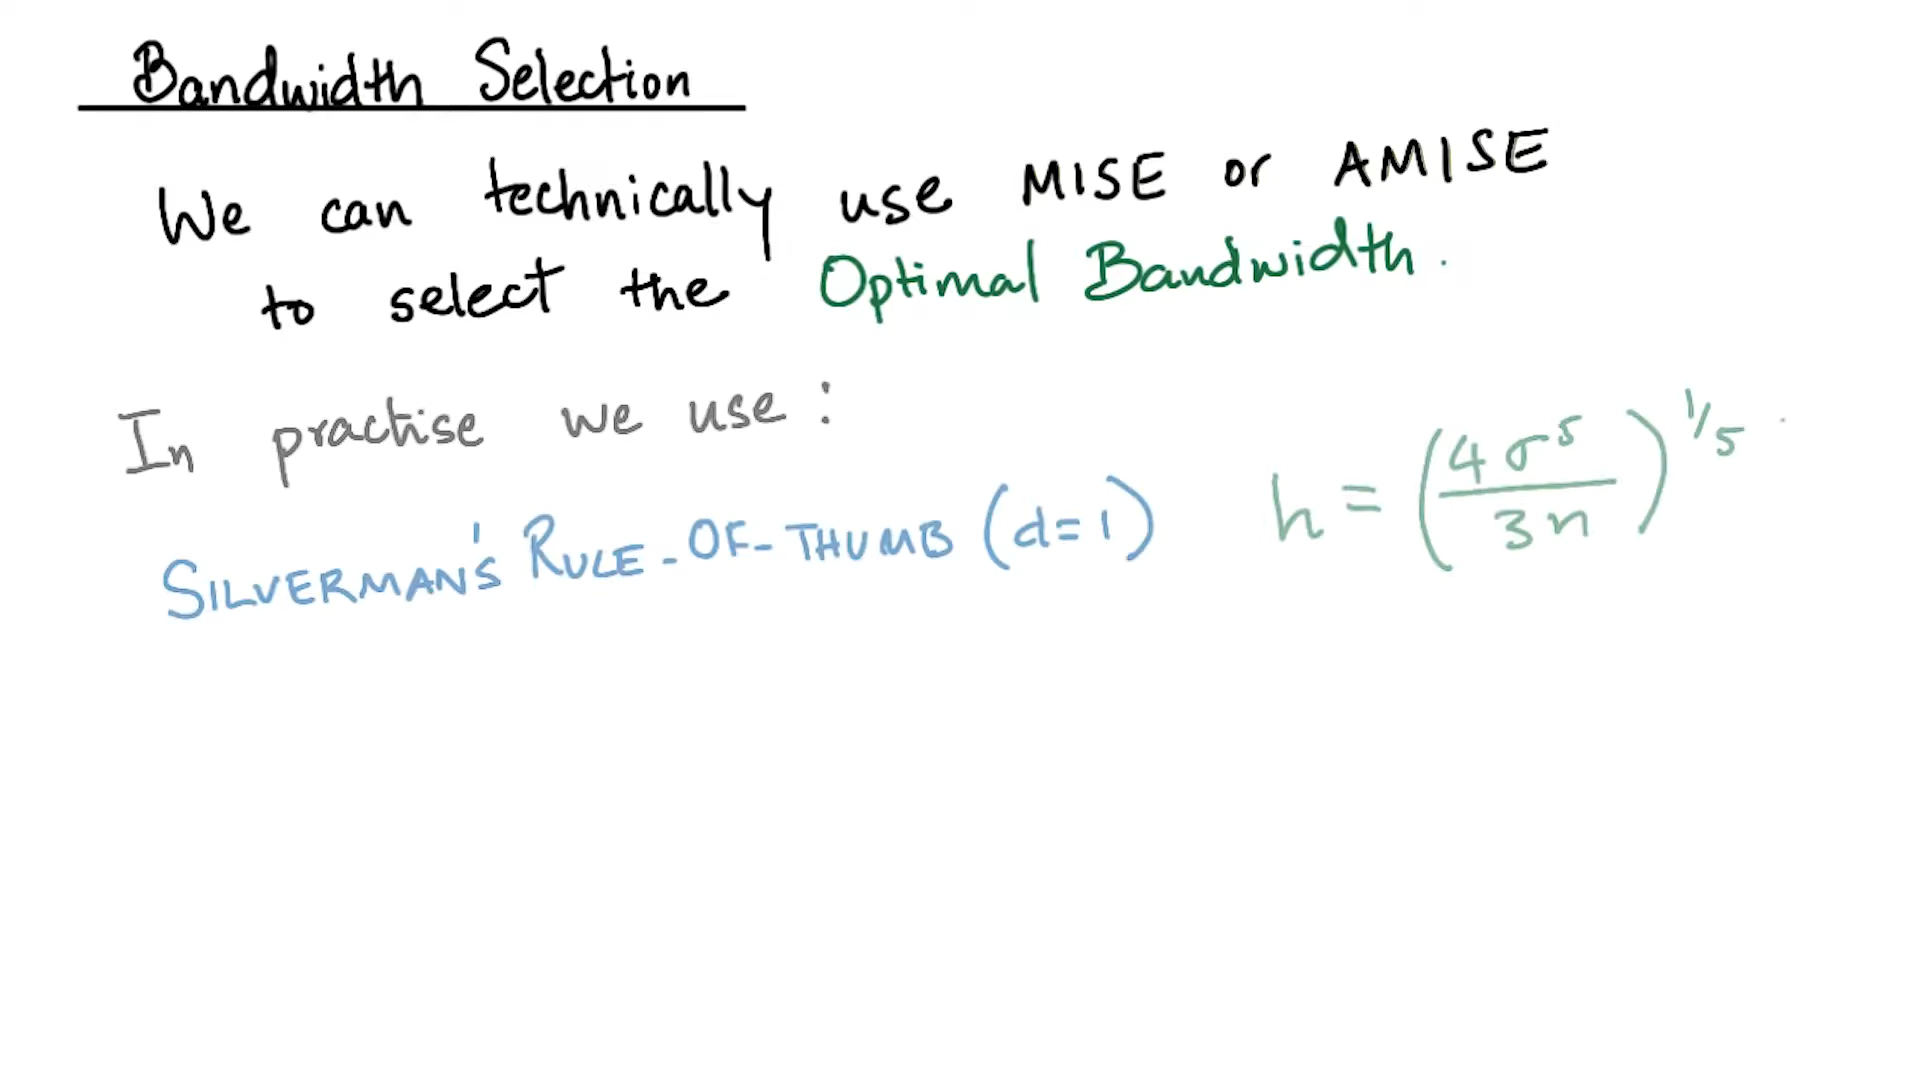 Bandwidth Selection
We can technically use MISE or AMISE
to select the Optimal Bandwidth.
In practise we use:
SILVERMAN'S RULE-OF-THUMB (d=1) h = (4σ⁵/3n)^1/5